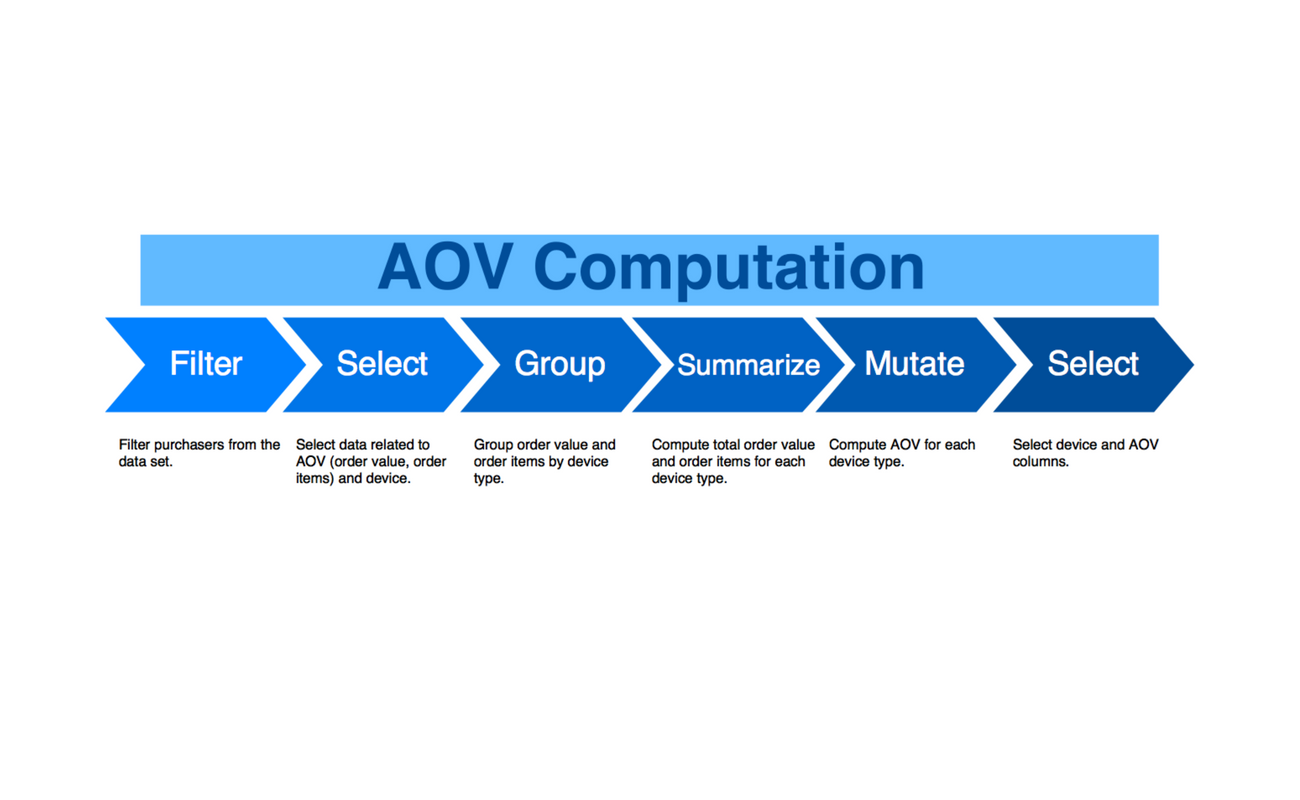 AOV Computation
Filter
Select
Group
Summarize
Mutate
Select
Filter purchasers from the
data set.
Select data related to
AOV (order value, order
items) and device.
Group order value and
order items by device
type.
Compute total order value
and order items for each
device type.
Compute AOV for each
device type.
Select device and AOV
columns.